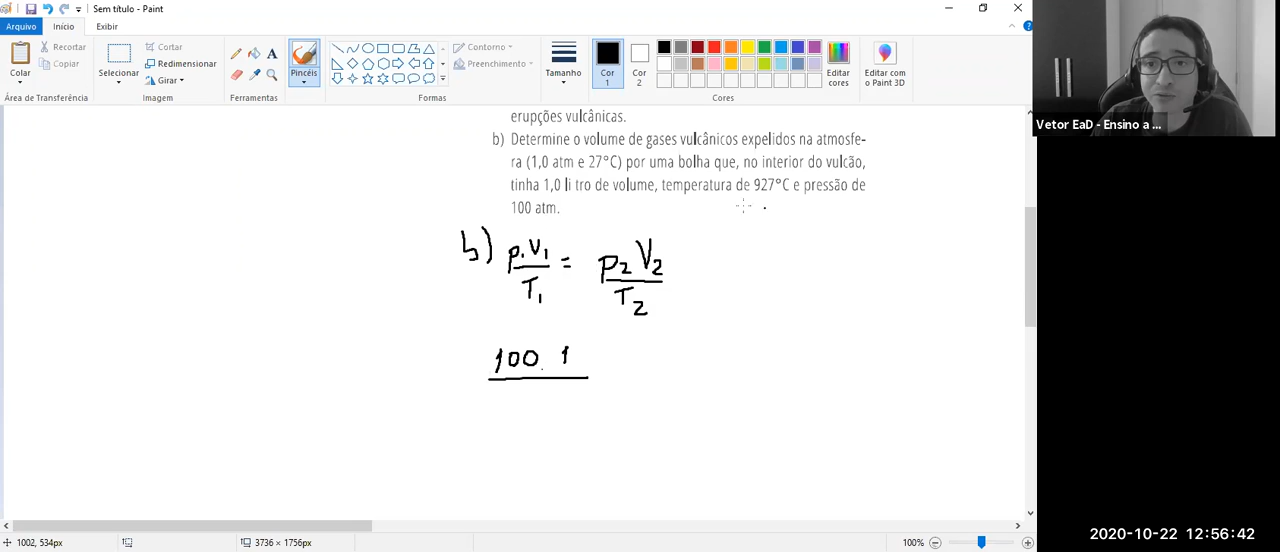 Sem título - Paint
Arquivo Início Exibir
Colar
Recortar
Copiar
Área de Transferência
Selecionar
Cortar
Redimensionar
Girar
Imagem
Ferramentas
Pincéis
Contorno
Preenchimento
Formas
Tamanho
Cor 1
Cor 2
Editar cores
Cores
Editar com o Paint 3D
Vetor EaD - Ensino a ...
erupções vulcânicas.
b) Determine o volume de gases vulcânicos expelidos na atmosfe-
ra (1,0 atm e 27°C) por uma bolha que, no interior do vulcão,
tinha 1,0 li tro de volume, temperatura de 927°C e pressão de
100 atm.
b) p1V1/T1 = p2V2/T2
100. 1
1002, 534px
3736 × 1756px
100%
2020-10-22 12:56:42